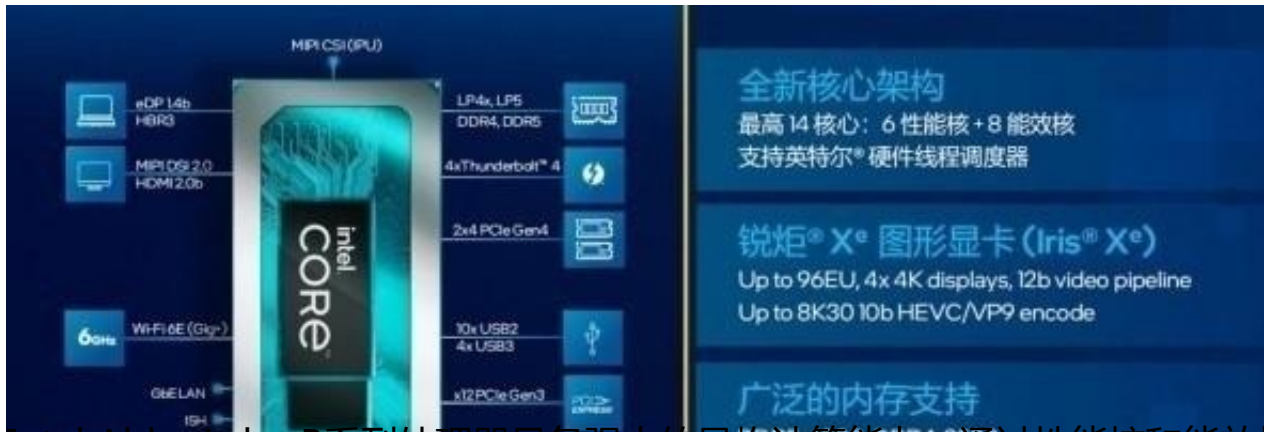 MIPI CSI (IPU)
eDP 1.4b
HBR3
MIPI DSI 2.0
HDMI 2.0b
6GHz
Wi-Fi 6E (Gig+)
GbE LAN
ISH
intel
CORE
LP4x, LP5
DDR4, DDR5
4xThunderbolt™ 4
2x4 PCIe Gen4
10x USB2
4x USB3
x12 PCIe Gen3
PCI
EXPRESS
全新核心架构
最高 14 核心：6 性能核 + 8 能效核
支持英特尔® 硬件线程调度器
锐炬® Xᵉ 图形显卡 (Iris® Xᵉ)
Up to 96EU, 4x 4K displays, 12b video pipeline
Up to 8K30 10b HEVC/VP9 encode
广泛的内存支持